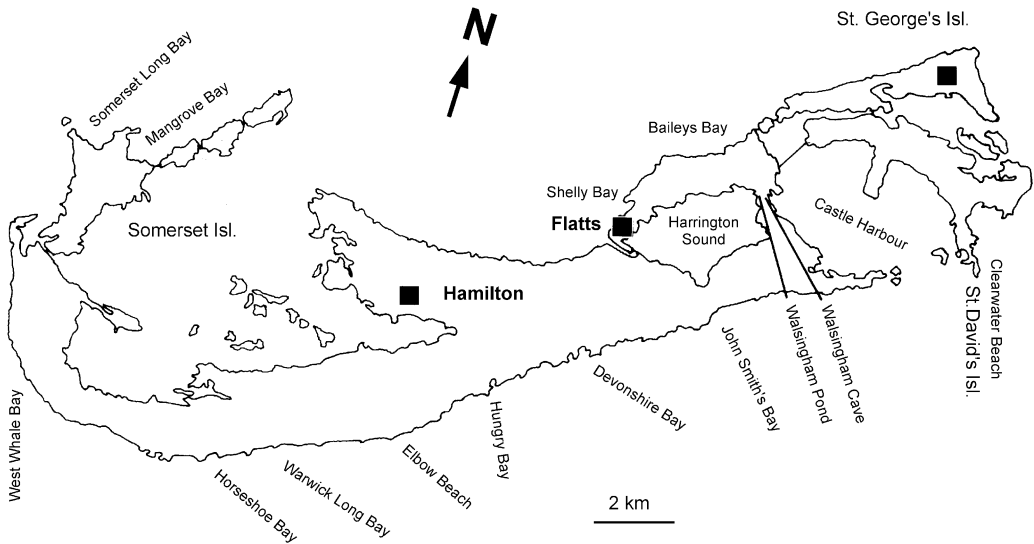 N
St. George's Isl.
Somerset Long Bay
Mangrove Bay
Baileys Bay
Shelly Bay
Flatts
Harrington
Sound
Castle Harbour
Somerset Isl.
Hamilton
Clearwater Beach
St.David's Isl.
Walsingham Cave
Walsingham Pond
John Smith's Bay
Devonshire Bay
Hungry Bay
Elbow Beach
Warwick Long Bay
Horseshoe Bay
West Whale Bay
2 km